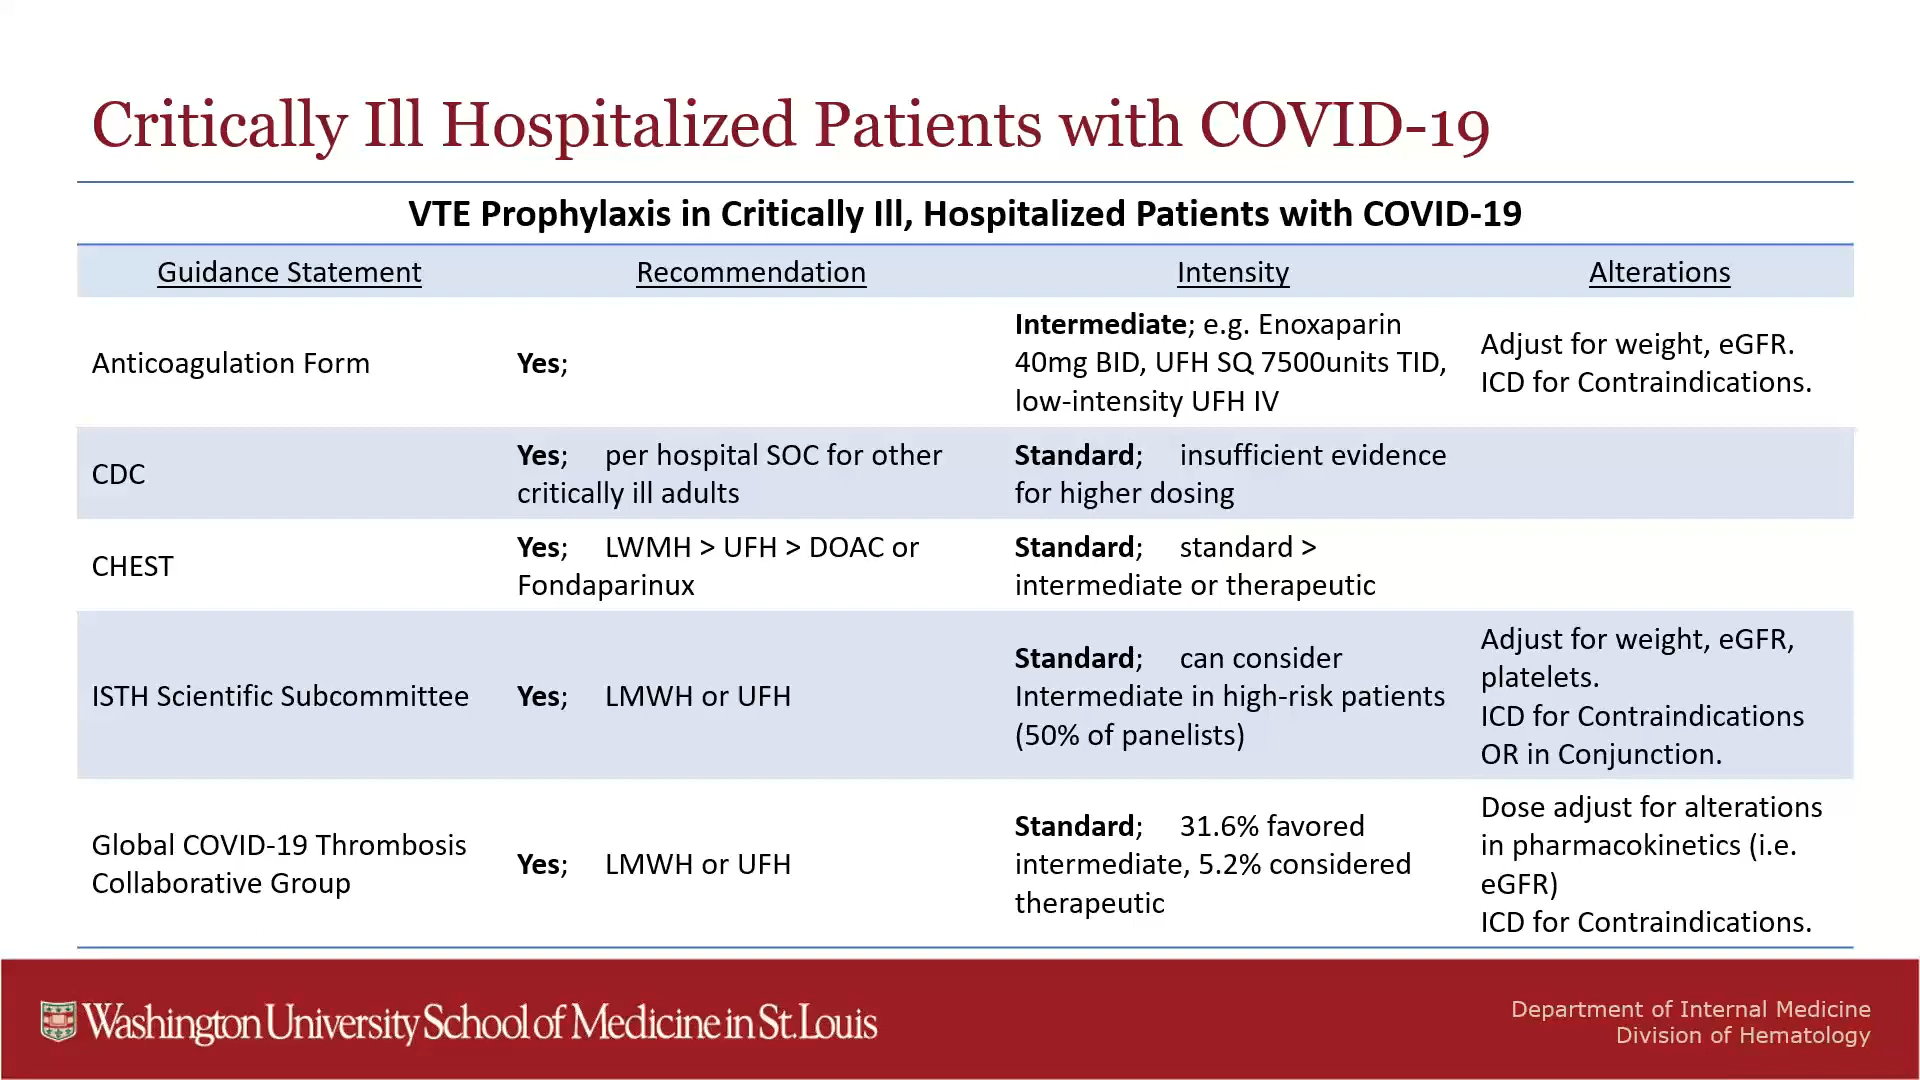 Critically Ill Hospitalized Patients with COVID-19
VTE Prophylaxis in Critically Ill, Hospitalized Patients with COVID-19
Guidance Statement Recommendation Intensity Alterations
Anticoagulation Form
Yes;
Intermediate; e.g. Enoxaparin
40mg BID, UFH SQ 7500units TID,
low-intensity UFH IV
Adjust for weight, eGFR.
ICD for Contraindications.
CDC
Yes; per hospital SOC for other
critically ill adults
Standard; insufficient evidence
for higher dosing
CHEST
Yes; LWMH > UFH > DOAC or
Fondaparinux
Standard; standard >
intermediate or therapeutic
ISTH Scientific Subcommittee
Yes; LMWH or UFH
Standard; can consider
Intermediate in high-risk patients
(50% of panelists)
Adjust for weight, eGFR,
platelets.
ICD for Contraindications
OR in Conjunction.
Global COVID-19 Thrombosis
Collaborative Group
Yes; LMWH or UFH
Standard; 31.6% favored
intermediate, 5.2% considered
therapeutic
Dose adjust for alterations
in pharmacokinetics (i.e.
eGFR)
ICD for Contraindications.
Washington University School of Medicine in St. Louis
Department of Internal Medicine
Division of Hematology